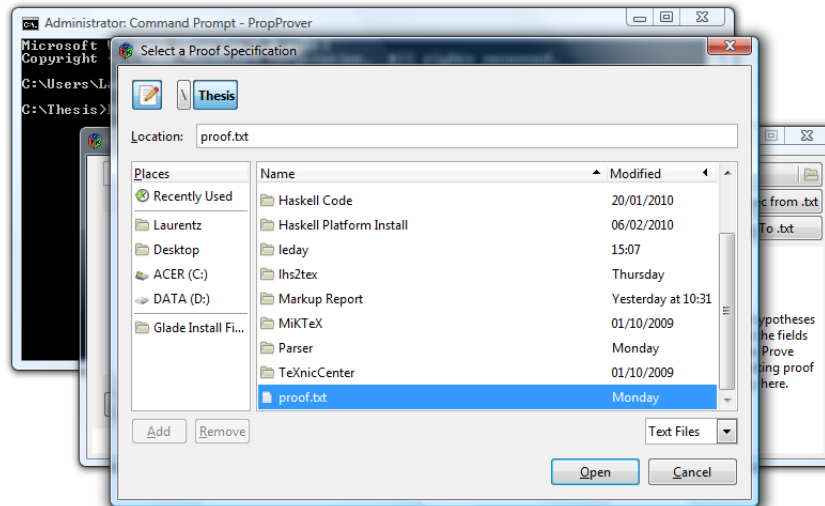 Administrator: Command Prompt - PropProver
Microsoft
Copyright
C:\Users\La
C:\Thesis>
Select a Proof Specification
\ Thesis
Location: proof.txt
Places
Recently Used
Laurentz
Desktop
ACER (C:)
DATA (D:)
Glade Install Fi...
Name Modified
Haskell Code 20/01/2010
Haskell Platform Install 06/02/2010
leday 15:07
lhs2tex Thursday
Markup Report Yesterday at 10:31
MiKTeX 01/10/2009
Parser Monday
TeXnicCenter 01/10/2009
proof.txt Monday
Add Remove
Text Files
Open Cancel
ec from .txt
To .txt
ypotheses
the fields
Prove
ting proof
here.